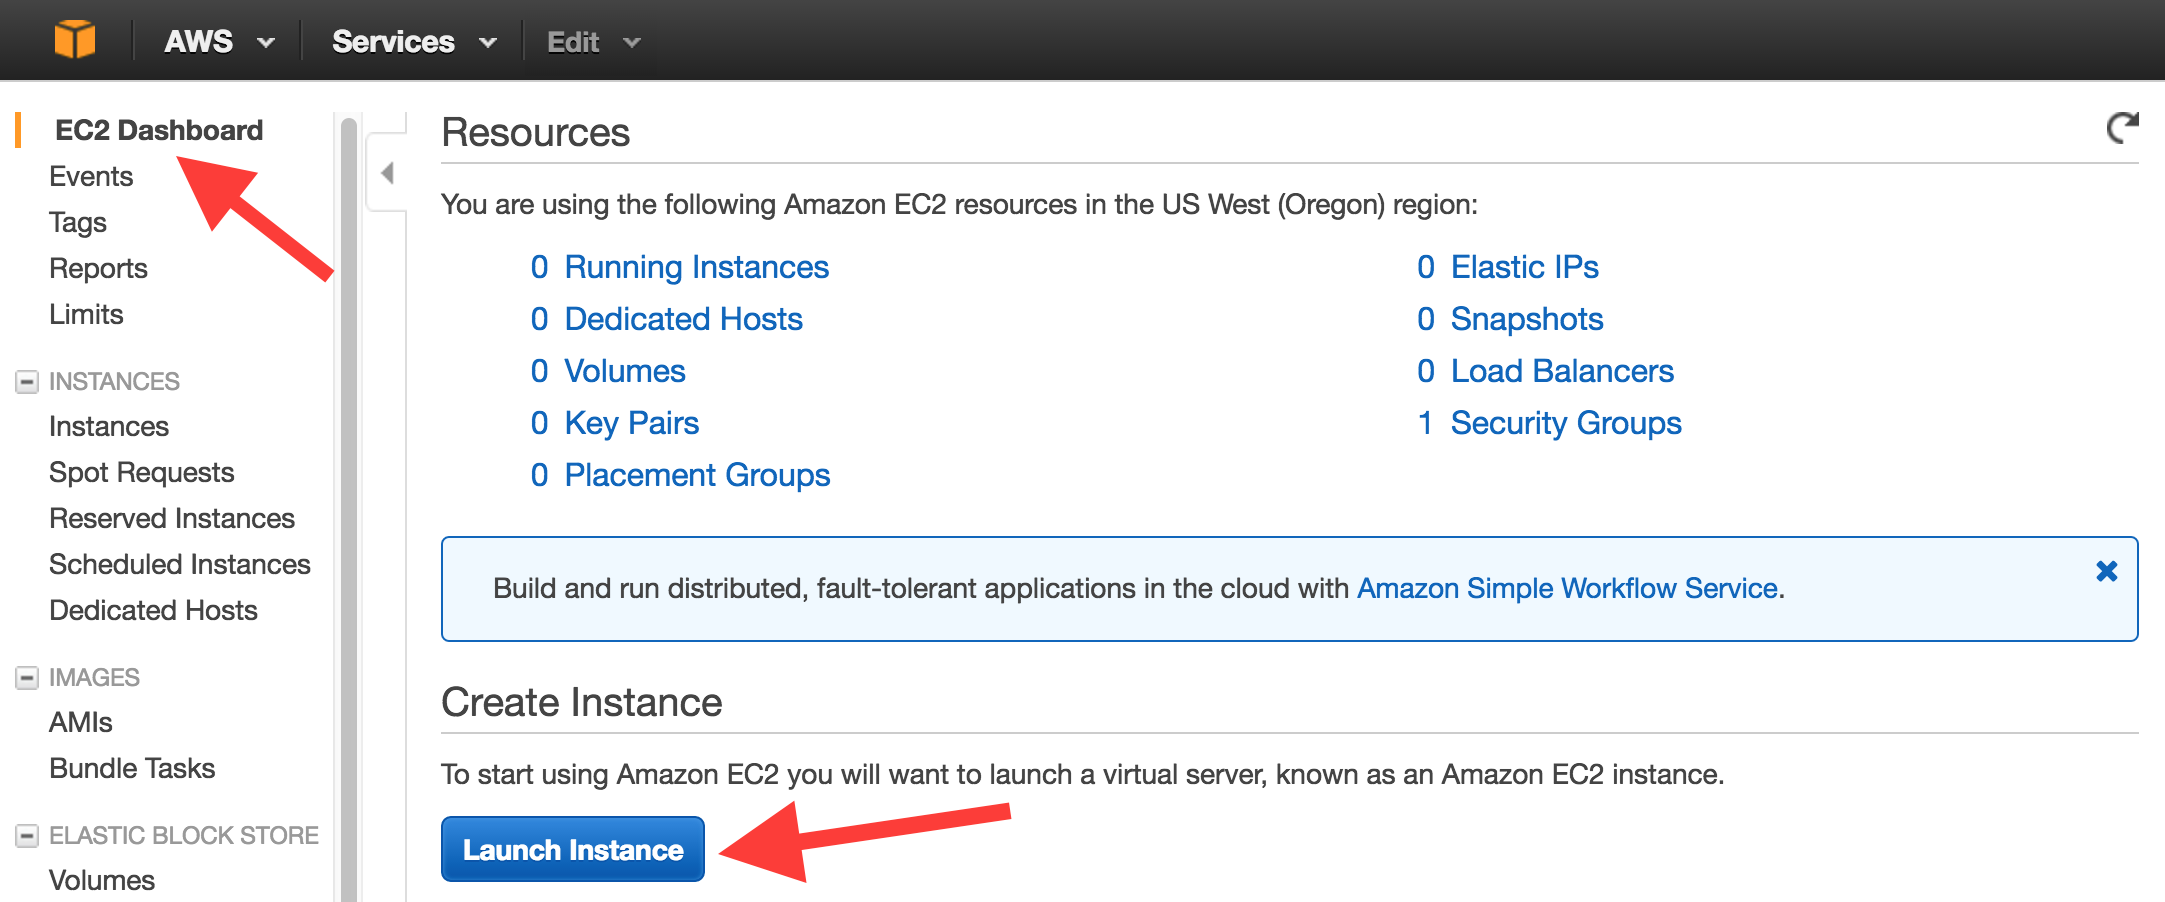 AWS Services Edit
EC2 Dashboard
Events
Tags
Reports
Limits
INSTANCES
Instances
Spot Requests
Reserved Instances
Scheduled Instances
Dedicated Hosts
IMAGES
AMIs
Bundle Tasks
ELASTIC BLOCK STORE
Volumes
Resources
You are using the following Amazon EC2 resources in the US West (Oregon) region:
0 Running Instances
0 Dedicated Hosts
0 Volumes
0 Key Pairs
0 Placement Groups
0 Elastic IPs
0 Snapshots
0 Load Balancers
1 Security Groups
Build and run distributed, fault-tolerant applications in the cloud with Amazon Simple Workflow Service.
Create Instance
To start using Amazon EC2 you will want to launch a virtual server, known as an Amazon EC2 instance.
Launch Instance